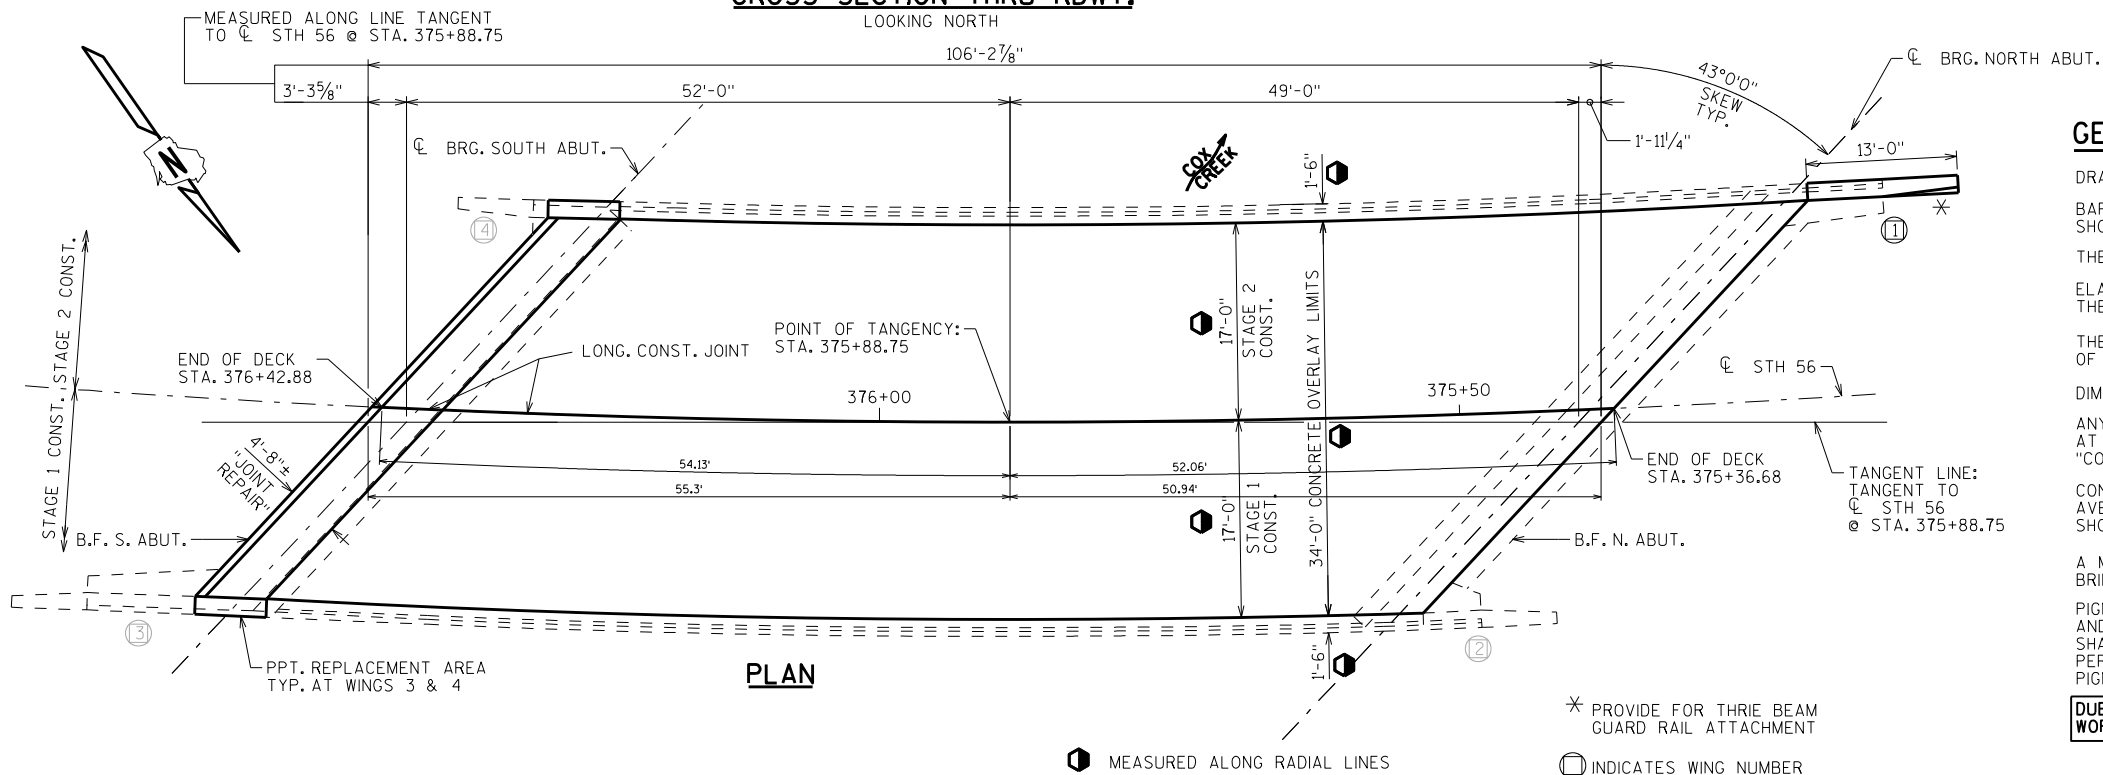 CROSS SECTION THRU RDWY.
LOOKING NORTH
MEASURED ALONG LINE TANGENT
TO ℄ STH 56 @ STA. 375+88.75
106'-2⅞"
3'-3⅝"
52'-0"
49'-0"
1'-11¼"
43°0'0"
SKEW
TYP.
℄ BRG. NORTH ABUT.
13'-0"
N
℄ BRG. SOUTH ABUT.
COX
CREEK
1'-6"
4
1
*
STAGE 2 CONST.
STAGE 1 CONST.
17'-0"
STAGE 2
CONST.
34'-0" CONCRETE OVERLAY LIMITS
END OF DECK
STA. 376+42.88
LONG. CONST. JOINT
POINT OF TANGENCY:
STA. 375+88.75
376+00
375+50
℄ STH 56
4'-8"±
"JOINT
REPAIR"
54.13'
52.06'
55.3'
50.94'
17'-0"
STAGE 1
CONST.
END OF DECK
STA. 375+36.68
TANGENT LINE:
TANGENT TO
℄ STH 56
@ STA. 375+88.75
B.F. S. ABUT.
B.F. N. ABUT.
3
2
1'-6"
PPT. REPLACEMENT AREA
TYP. AT WINGS 3 & 4
PLAN
* PROVIDE FOR THRIE BEAM
GUARD RAIL ATTACHMENT
MEASURED ALONG RADIAL LINES
INDICATES WING NUMBER
GE
DRA
BAR
SHO
THE
ELA
THE
THE
OF
DIM
ANY
AT
"CO
CON
AVE
SHO
A M
BRI
PIG
AND
SHA
PER
PIG
DUE
WOR